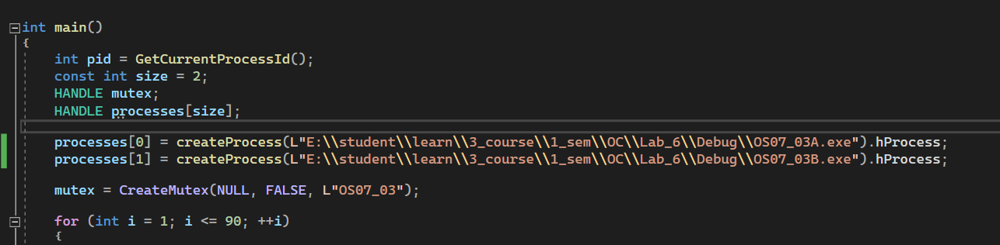 int main()
{
    int pid = GetCurrentProcessId();
    const int size = 2;
    HANDLE mutex;
    HANDLE processes[size];
    processes[0] = createProcess(L"E:\\student\\learn\\3_course\\1_sem\\OC\\Lab_6\\Debug\\OS07_03A.exe").hProcess;
    processes[1] = createProcess(L"E:\\student\\learn\\3_course\\1_sem\\OC\\Lab_6\\Debug\\OS07_03B.exe").hProcess;
    mutex = CreateMutex(NULL, FALSE, L"OS07_03");
    for (int i = 1; i <= 90; ++i)
    {